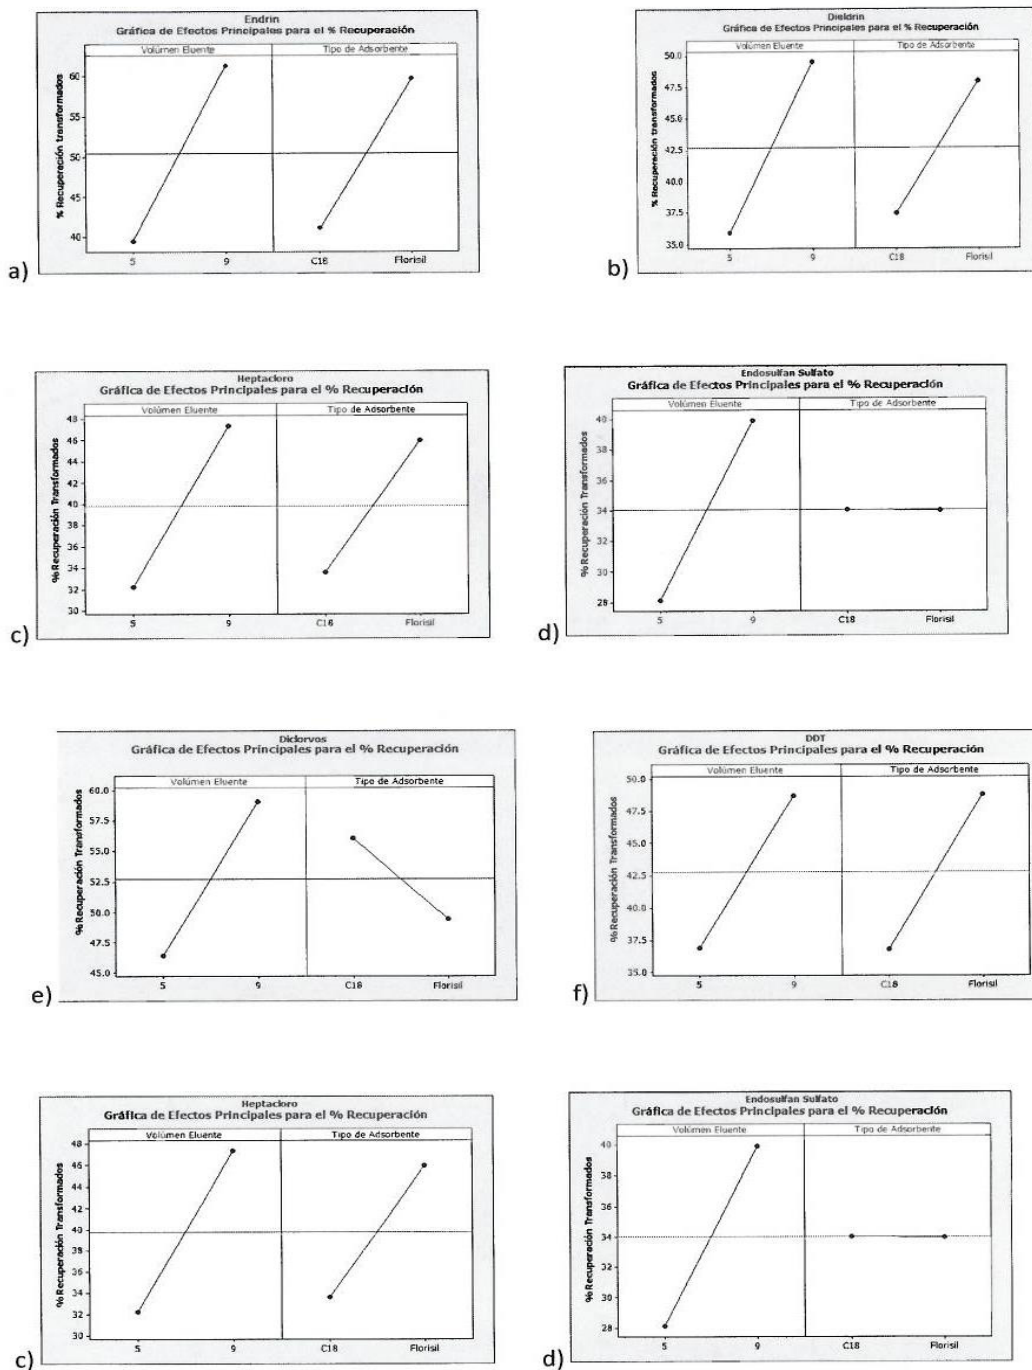 Endrin
Gráfica de Efectos Principales para el % Recuperación
Volúmen Eluente Tipo de Adsorbente
% Recuperación transformados
60
55
50
45
40
5 9 C18 Florisil
a)
Dieldrin
Gráfica de Efectos Principales para el % Recuperación
Volúmen Eluente Tipo de Adsorbente
% Recuperación transformados
50.0
47.5
45.0
42.5
40.0
37.5
35.0
5 9 C18 Florisil
b)
Heptacloro
Gráfica de Efectos Principales para el % Recuperación
Volúmen Eluente Tipo de Adsorbente
% Recuperación Transformados
48
46
44
42
40
38
36
34
32
30
5 9 C18 Florisil
c)
Endosulfan Sulfato
Gráfica de Efectos Principales para el % Recuperación
Volúmen Eluente Tipo de Adsorbente
% Recuperación Transformados
40
38
36
34
32
30
28
5 9 C18 Florisil
d)
Diclorvos
Gráfica de Efectos Principales para el % Recuperación
Volúmen Eluente Tipo de Adsorbente
% Recuperación Transformados
60.0
57.5
55.0
52.5
50.0
47.5
45.0
5 9 C18 Florisil
e)
DDT
Gráfica de Efectos Principales para el % Recuperación
Volúmen Eluente Tipo de Adsorbente
% Recuperación Transformados
50.0
47.5
45.0
42.5
40.0
37.5
35.0
5 9 C18 Florisil
f)
Heptacloro
Gráfica de Efectos Principales para el % Recuperación
Volúmen Eluente Tipo de Adsorbente
% Recuperación Transformados
48
46
44
42
40
38
36
34
32
30
5 9 C18 Florisil
c)
Endosulfan Sulfato
Gráfica de Efectos Principales para el % Recuperación
Volúmen Eluente Tipo de Adsorbente
% Recuperación Transformados
40
38
36
34
32
30
28
5 9 C18 Florisil
d)